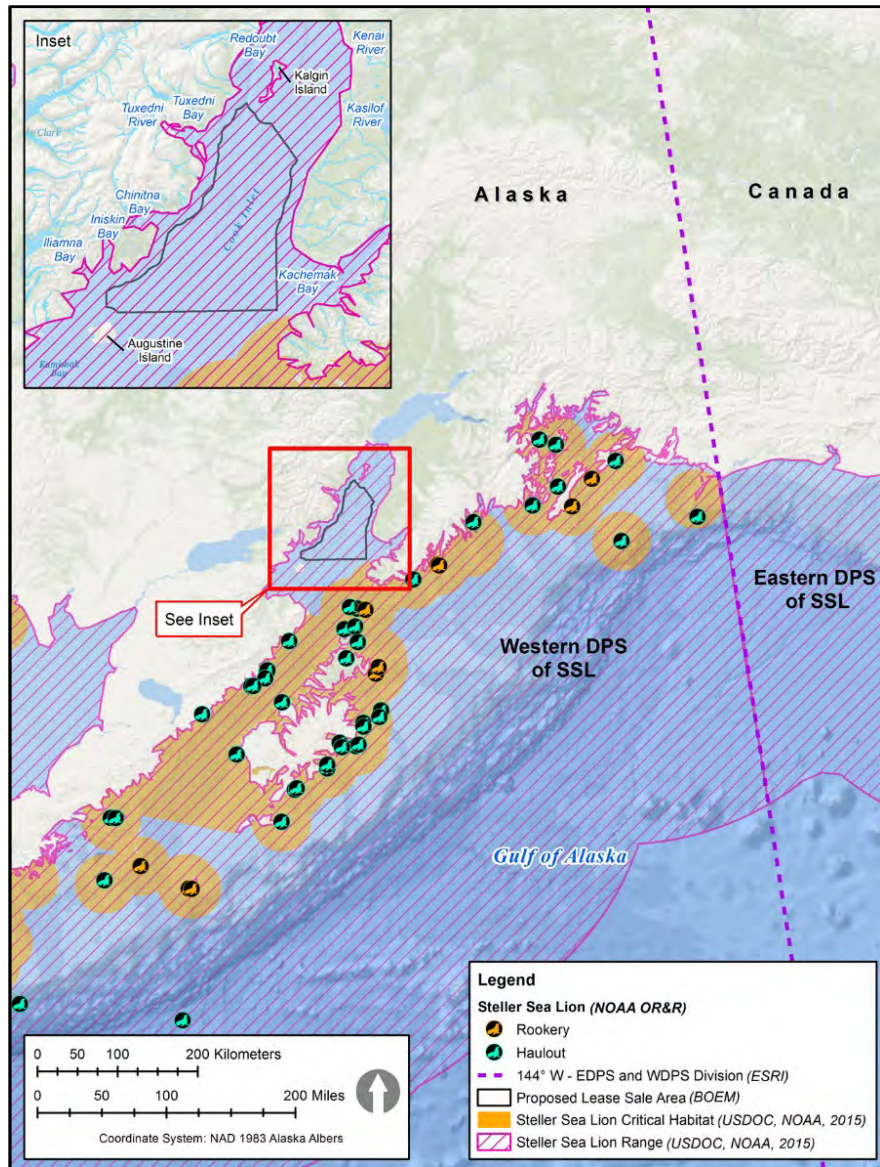 Inset
Redoubt
Bay
Kenai
River
Kalgin
Island
Tuxedni
River
Tuxedni
Bay
Kasilof
River
Clark
Chinitna
Bay
Iniskin
Bay
Iliamna
Bay
Cook Inlet
Kachemak
Bay
Augustine
Island
Kamishak
Bay
Alaska
Canada
See Inset
Western DPS
of SSL
Eastern DPS
of SSL
Gulf of Alaska
Legend
Steller Sea Lion (NOAA OR&R)
Rookery
Haulout
144° W - EDPS and WDPS Division (ESRI)
Proposed Lease Sale Area (BOEM)
Steller Sea Lion Critical Habitat (USDOC, NOAA, 2015)
Steller Sea Lion Range (USDOC, NOAA, 2015)
0 50 100 200 Kilometers
0 50 100 200 Miles
Coordinate System: NAD 1983 Alaska Albers